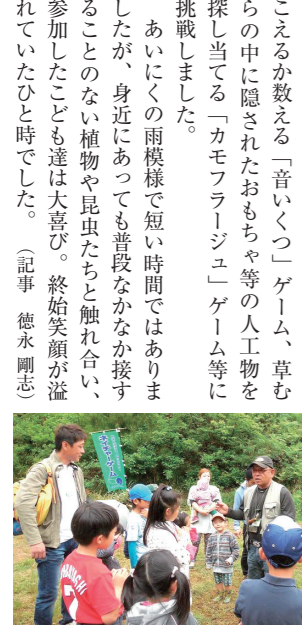 こえるか数える「音いくつ」ゲーム、草む
らの中に隠されたおもちゃ等の人工物を
探し当てる「カモフラージュ」ゲーム等に
挑戦しました。
あいにくの雨模様で短い時間ではありま
したが、身近にあっても普段なかなか接す
ることのない植物や昆虫たちと触れ合い、
参加したこども達は大喜び。終始笑顔が溢
れていたひと時でした。 （記事 徳永 剛志）